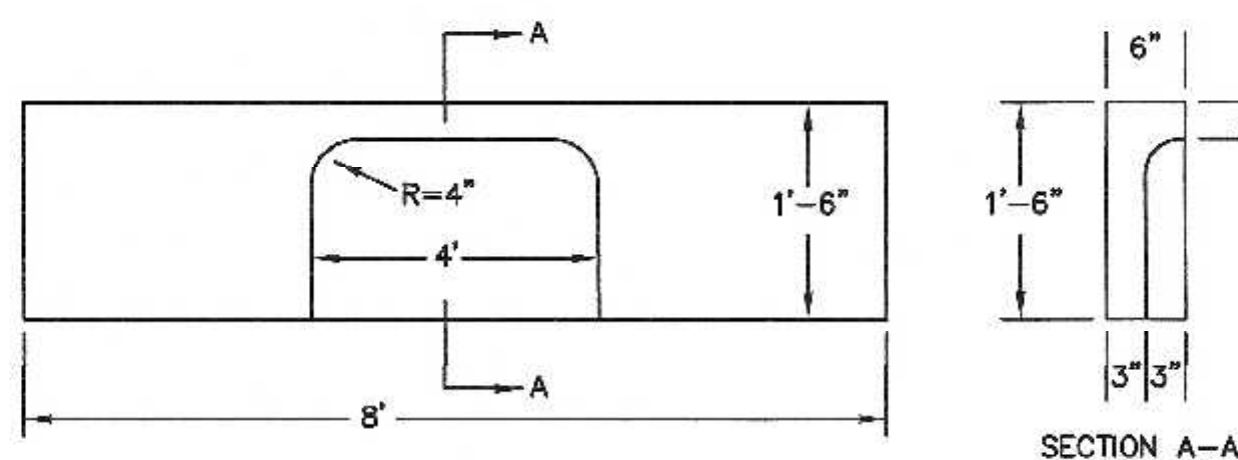 A
6"
R=4"
1'-6"
1'-6"
4'
A
3" 3"
8'
SECTION A-A